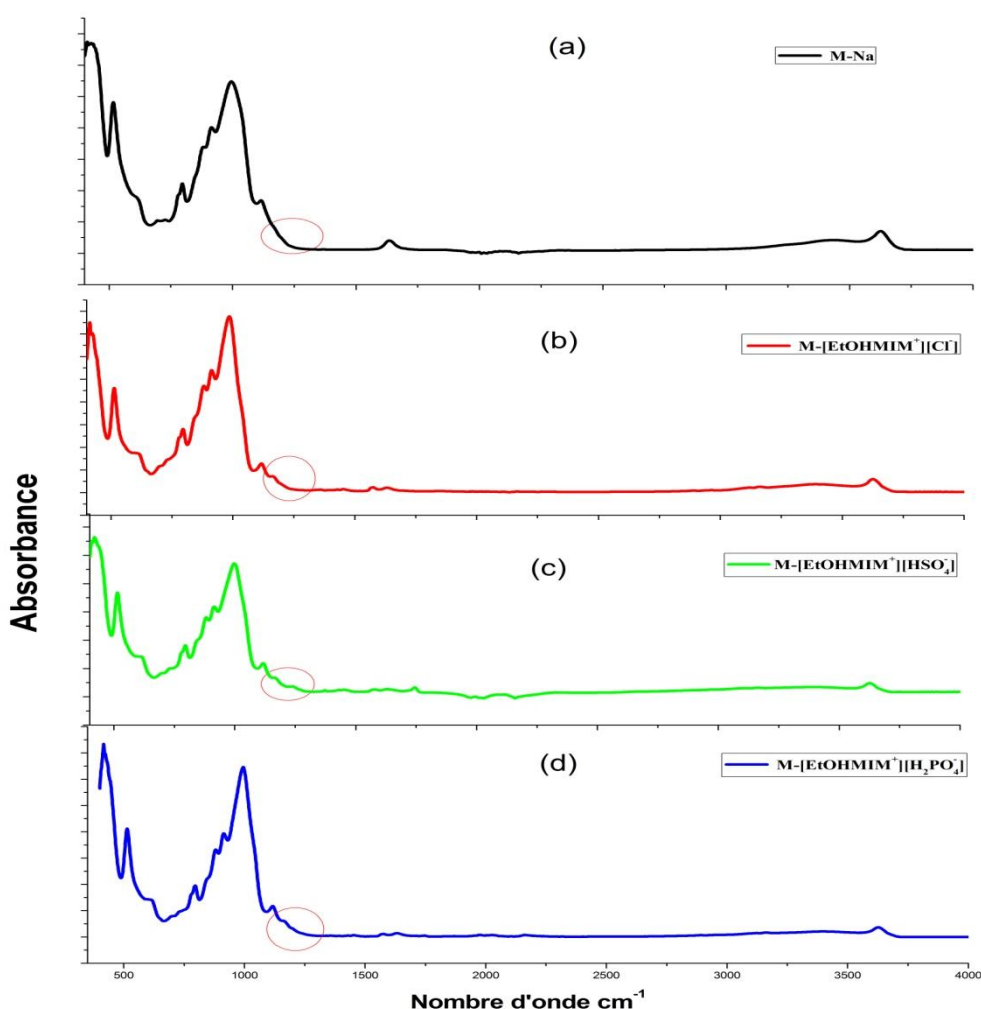 (a)
M-Na
(b)
M-[EtOHMIM⁺][Cl⁻]
Absorbance
(c)
M-[EtOHMIM⁺][HSO₄⁻]
(d)
M-[EtOHMIM⁺][H₂PO₄⁻]
500 1000 1500 2000 2500 3000 3500 4000
Nombre d'onde cm⁻¹